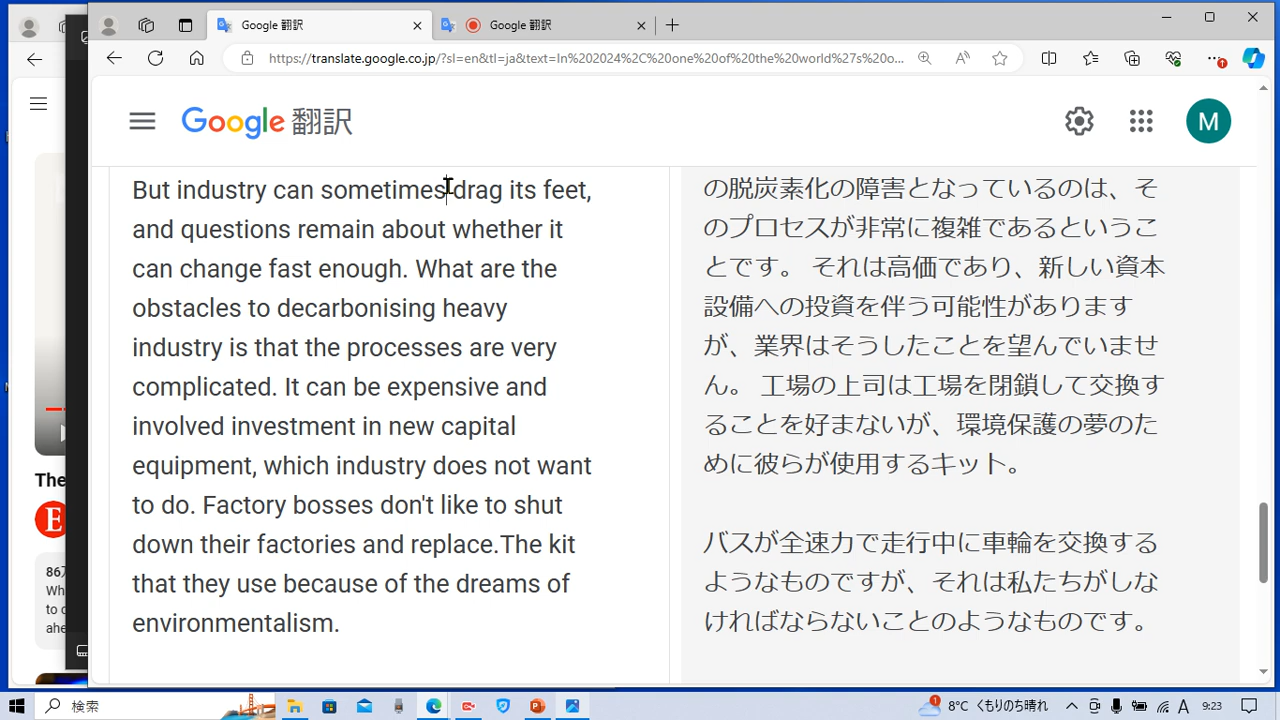 Google 翻訳
Google 翻訳
https://translate.google.co.jp/?sl=en&tl=ja&text=In%202024%2C%20one%20of%20the%20world%27s%20o...
Google 翻訳
M
But industry can sometimes drag its feet,
and questions remain about whether it
can change fast enough. What are the
obstacles to decarbonising heavy
industry is that the processes are very
complicated. It can be expensive and
involved investment in new capital
equipment, which industry does not want
to do. Factory bosses don't like to shut
down their factories and replace.The kit
that they use because of the dreams of
environmentalism.
の脱炭素化の障害となっているのは、そ
のプロセスが非常に複雑であるというこ
とです。 それは高価であり、新しい資本
設備への投資を伴う可能性があります
が、業界はそうしたことを望んでいませ
ん。 工場の上司は工場を閉鎖して交換す
ることを好まないが、環境保護の夢のた
めに彼らが使用するキット。
バスが全速力で走行中に車輪を交換する
ようなものですが、それは私たちがしな
ければならないことのようなものです。
The
E
86万
Wh
to c
ahe
検索
8°C くもりのち晴れ
A
9:23